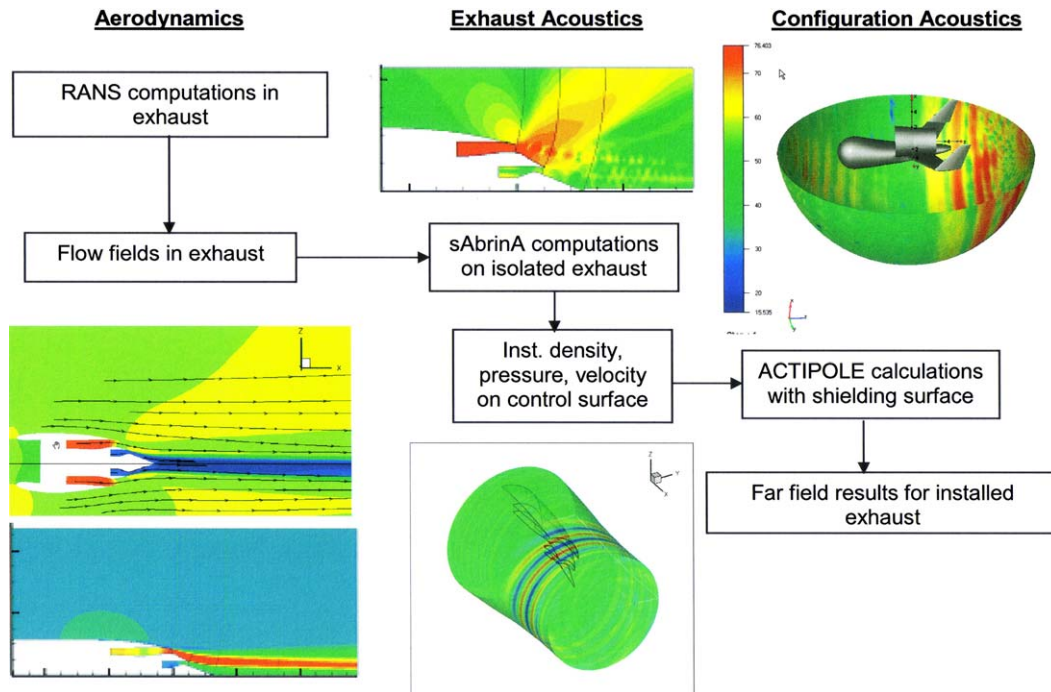 Aerodynamics
Exhaust Acoustics
Configuration Acoustics
RANS computations in
exhaust
Flow fields in exhaust
sAbrinA computations
on isolated exhaust
Inst. density,
pressure, velocity
on control surface
ACTIPOLE calculations
with shielding surface
Far field results for installed
exhaust
76.403
70
60
50
40
30
20
15.535
Z
X
Z
Y
X